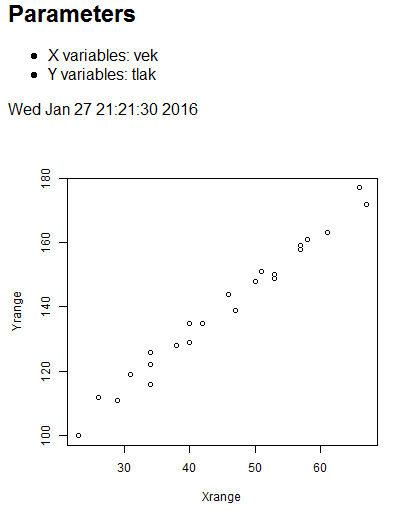 Parameters
• X variables: vek
• Y variables: tlak
Wed Jan 27 21:21:30 2016
180
160
140
120
100
Yrange
30 40 50 60
Xrange